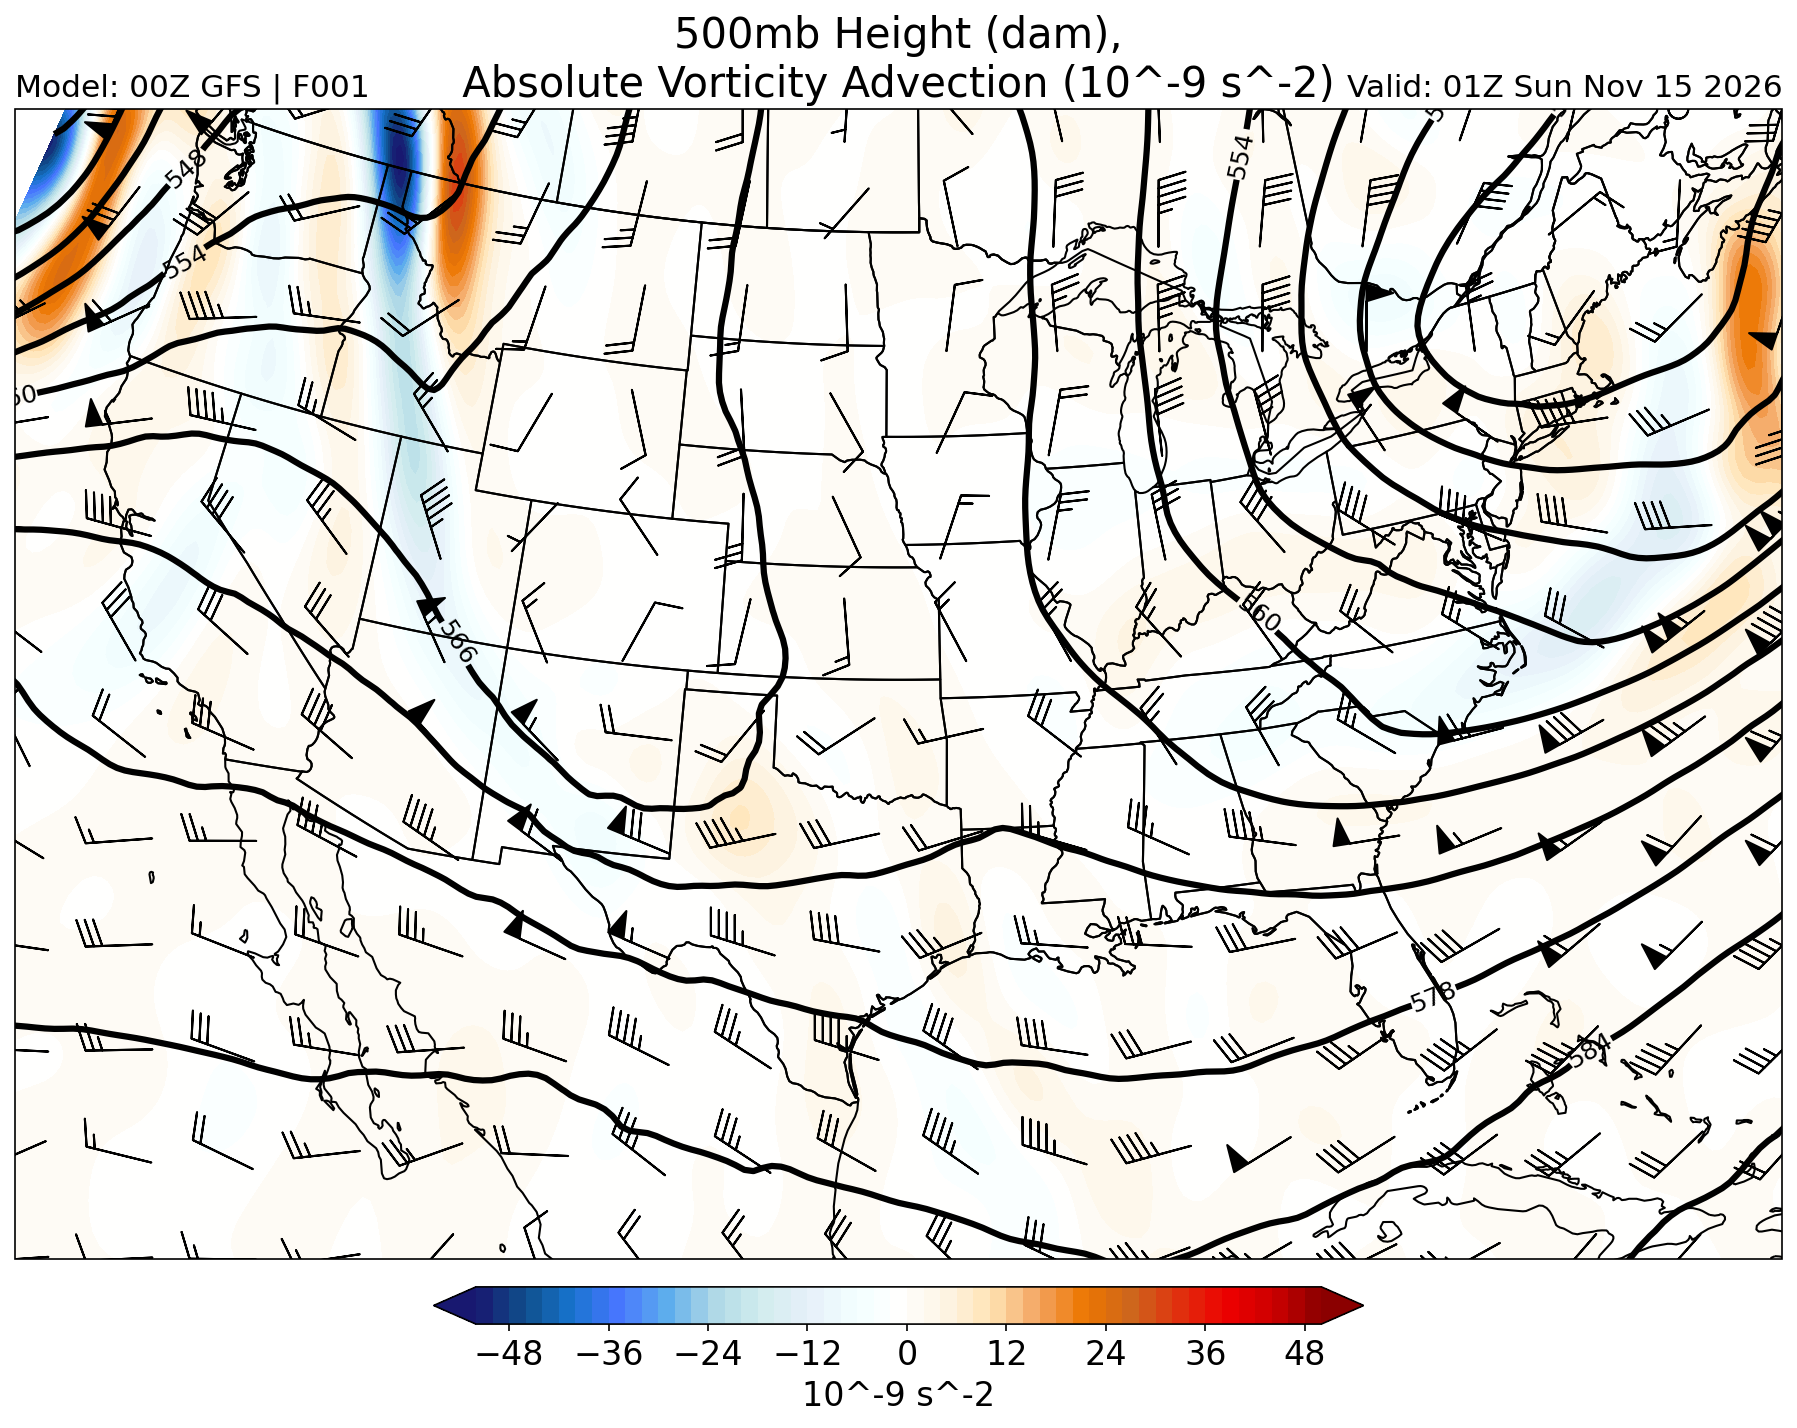 500mb Height (dam),
Model: 00Z GFS | F001 Absolute Vorticity Advection (10^-9 s^-2) Valid: 01Z Sun Nov 15 2026
548
554
554
566
560
578
584
−48 −36 −24 −12 0 12 24 36 48
10^-9 s^-2